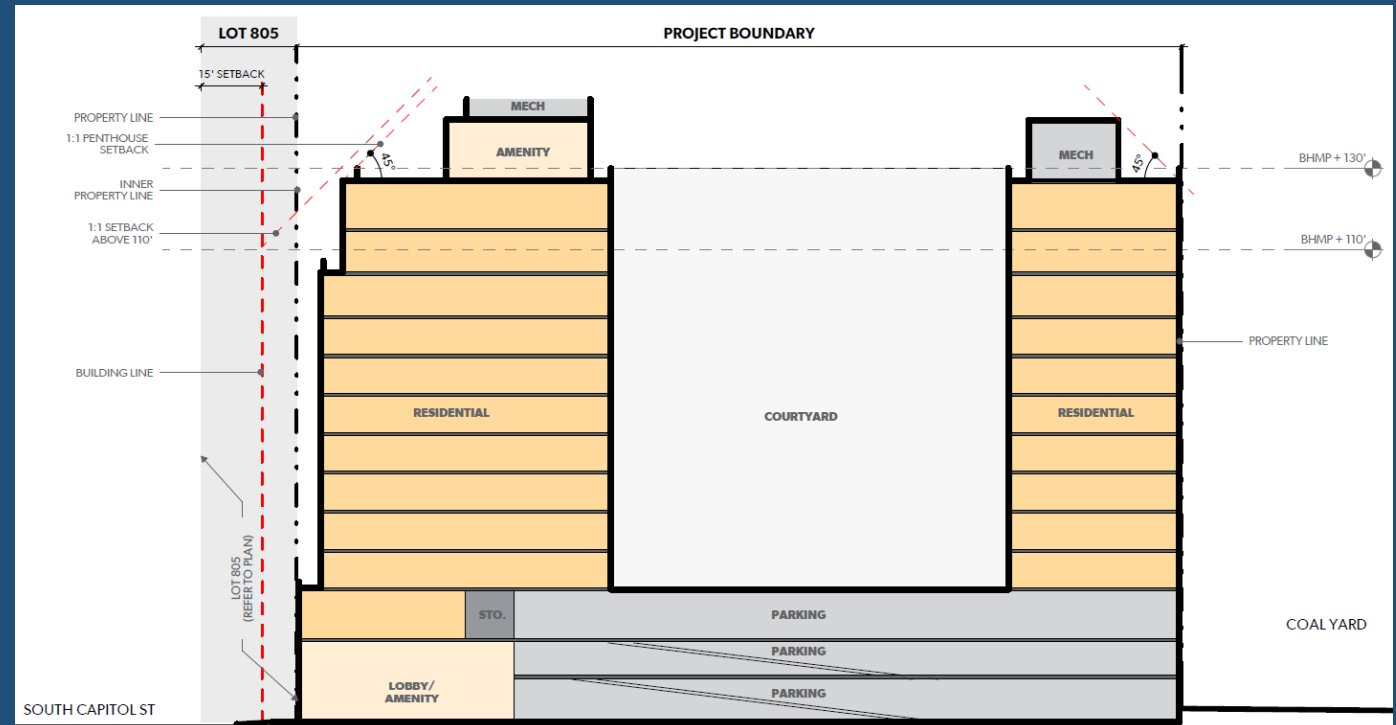 LOT 805
PROJECT BOUNDARY
15' SETBACK
MECH
PROPERTY LINE
1:1 PENTHOUSE
SETBACK
45°
AMENITY
MECH
45°
BHMP + 130'
INNER
PROPERTY LINE
1:1 SETBACK
ABOVE 110'
BHMP + 110'
PROPERTY LINE
BUILDING LINE
RESIDENTIAL
COURTYARD
RESIDENTIAL
LOT 805
(REFER TO PLAN)
STO.
PARKING
COAL YARD
PARKING
LOBBY/
AMENITY
PARKING
SOUTH CAPITOL ST